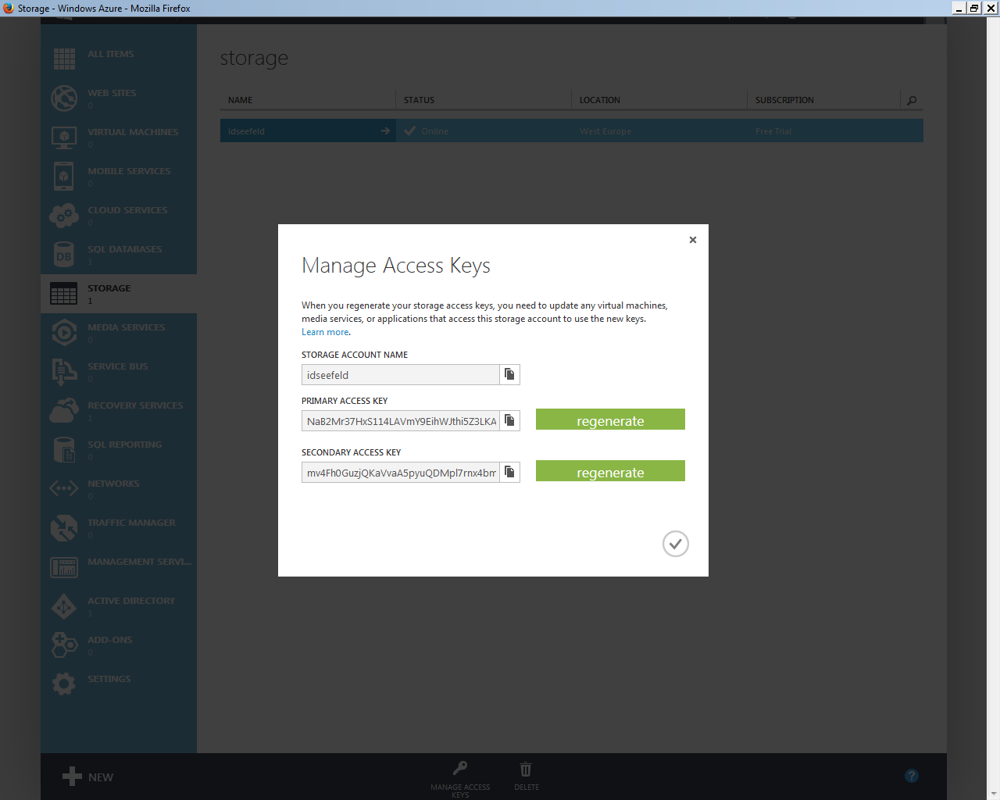 Storage - Windows Azure - Mozilla Firefox
ALL ITEMS
WEB SITES
0
VIRTUAL MACHINES
0
MOBILE SERVICES
0
CLOUD SERVICES
0
SQL DATABASES
1
STORAGE
1
MEDIA SERVICES
0
SERVICE BUS
0
RECOVERY SERVICES
0
SQL REPORTING
0
NETWORKS
0
TRAFFIC MANAGER
0
MANAGEMENT SERVI...
ACTIVE DIRECTORY
1
ADD-ONS
0
SETTINGS
DB
storage
NAME STATUS LOCATION SUBSCRIPTION
idseefeld Online West Europe Free Trial
Manage Access Keys
When you regenerate your storage access keys, you need to update any virtual machines,
media services, or applications that access this storage account to use the new keys.
Learn more.
STORAGE ACCOUNT NAME
idseefeld
PRIMARY ACCESS KEY
NaB2Mr37HxS114LAVmY9EihWJthi5Z3LKA
regenerate
SECONDARY ACCESS KEY
mv4Fh0GuzjQKaVvaA5pyuQDMpl7rnx4bm
regenerate
NEW
MANAGE ACCESS
KEYS
DELETE
?